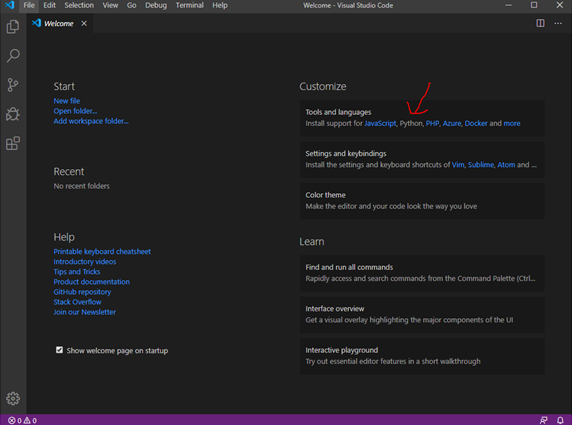 File Edit Selection View Go Debug Terminal Help Welcome - Visual Studio Code
Welcome
Start
New file
Open folder...
Add workspace folder...
Recent
No recent folders
Help
Printable keyboard cheatsheet
Introductory videos
Tips and Tricks
Product documentation
GitHub repository
Stack Overflow
Join our Newsletter
Show welcome page on startup
Customize
Tools and languages
Install support for JavaScript, Python, PHP, Azure, Docker and more
Settings and keybindings
Install the settings and keyboard shortcuts of Vim, Sublime, Atom and ...
Color theme
Make the editor and your code look the way you love
Learn
Find and run all commands
Rapidly access and search commands from the Command Palette (Ctrl...
Interface overview
Get a visual overlay highlighting the major components of the UI
Interactive playground
Try out essential editor features in a short walkthrough
0 0